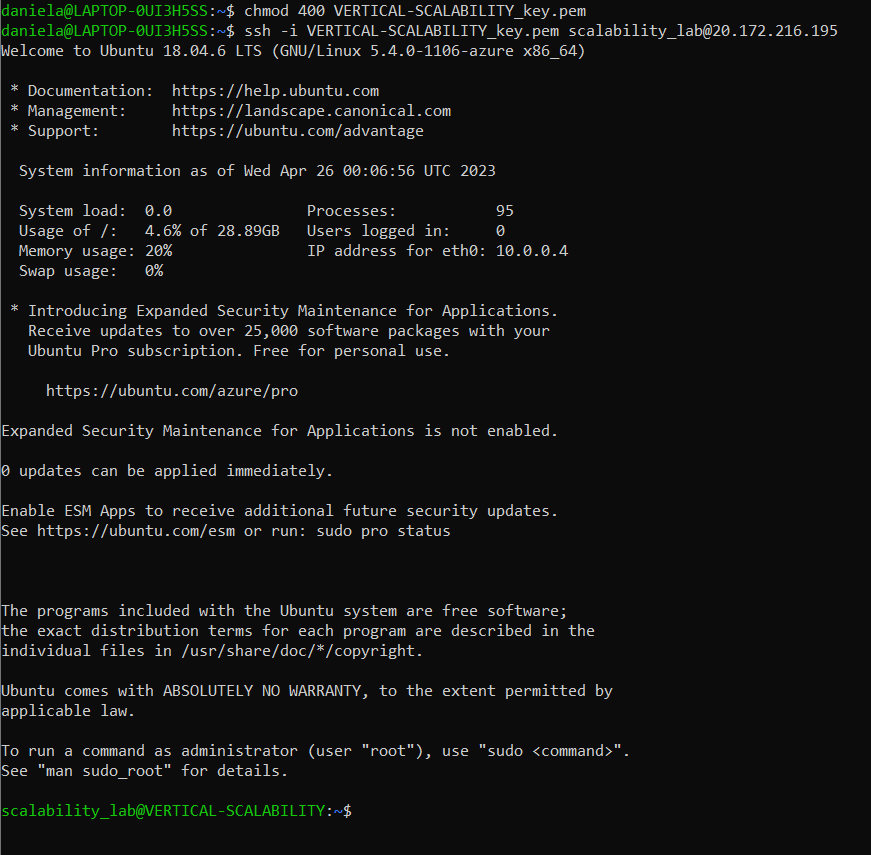 daniela@LAPTOP-0UI3H5SS:~$ chmod 400 VERTICAL-SCALABILITY_key.pem
daniela@LAPTOP-0UI3H5SS:~$ ssh -i VERTICAL-SCALABILITY_key.pem scalability_lab@20.172.216.195
Welcome to Ubuntu 18.04.6 LTS (GNU/Linux 5.4.0-1106-azure x86_64)

 * Documentation:  https://help.ubuntu.com
 * Management:     https://landscape.canonical.com
 * Support:        https://ubuntu.com/advantage

  System information as of Wed Apr 26 00:06:56 UTC 2023

  System load:  0.0               Processes:           95
  Usage of /:   4.6% of 28.89GB   Users logged in:     0
  Memory usage: 20%               IP address for eth0: 10.0.0.4
  Swap usage:   0%

 * Introducing Expanded Security Maintenance for Applications.
   Receive updates to over 25,000 software packages with your
   Ubuntu Pro subscription. Free for personal use.

     https://ubuntu.com/azure/pro

Expanded Security Maintenance for Applications is not enabled.

0 updates can be applied immediately.

Enable ESM Apps to receive additional future security updates.
See https://ubuntu.com/esm or run: sudo pro status

The programs included with the Ubuntu system are free software;
the exact distribution terms for each program are described in the
individual files in /usr/share/doc/*/copyright.

Ubuntu comes with ABSOLUTELY NO WARRANTY, to the extent permitted by
applicable law.

To run a command as administrator (user "root"), use "sudo <command>".
See "man sudo_root" for details.

scalability_lab@VERTICAL-SCALABILITY:~$